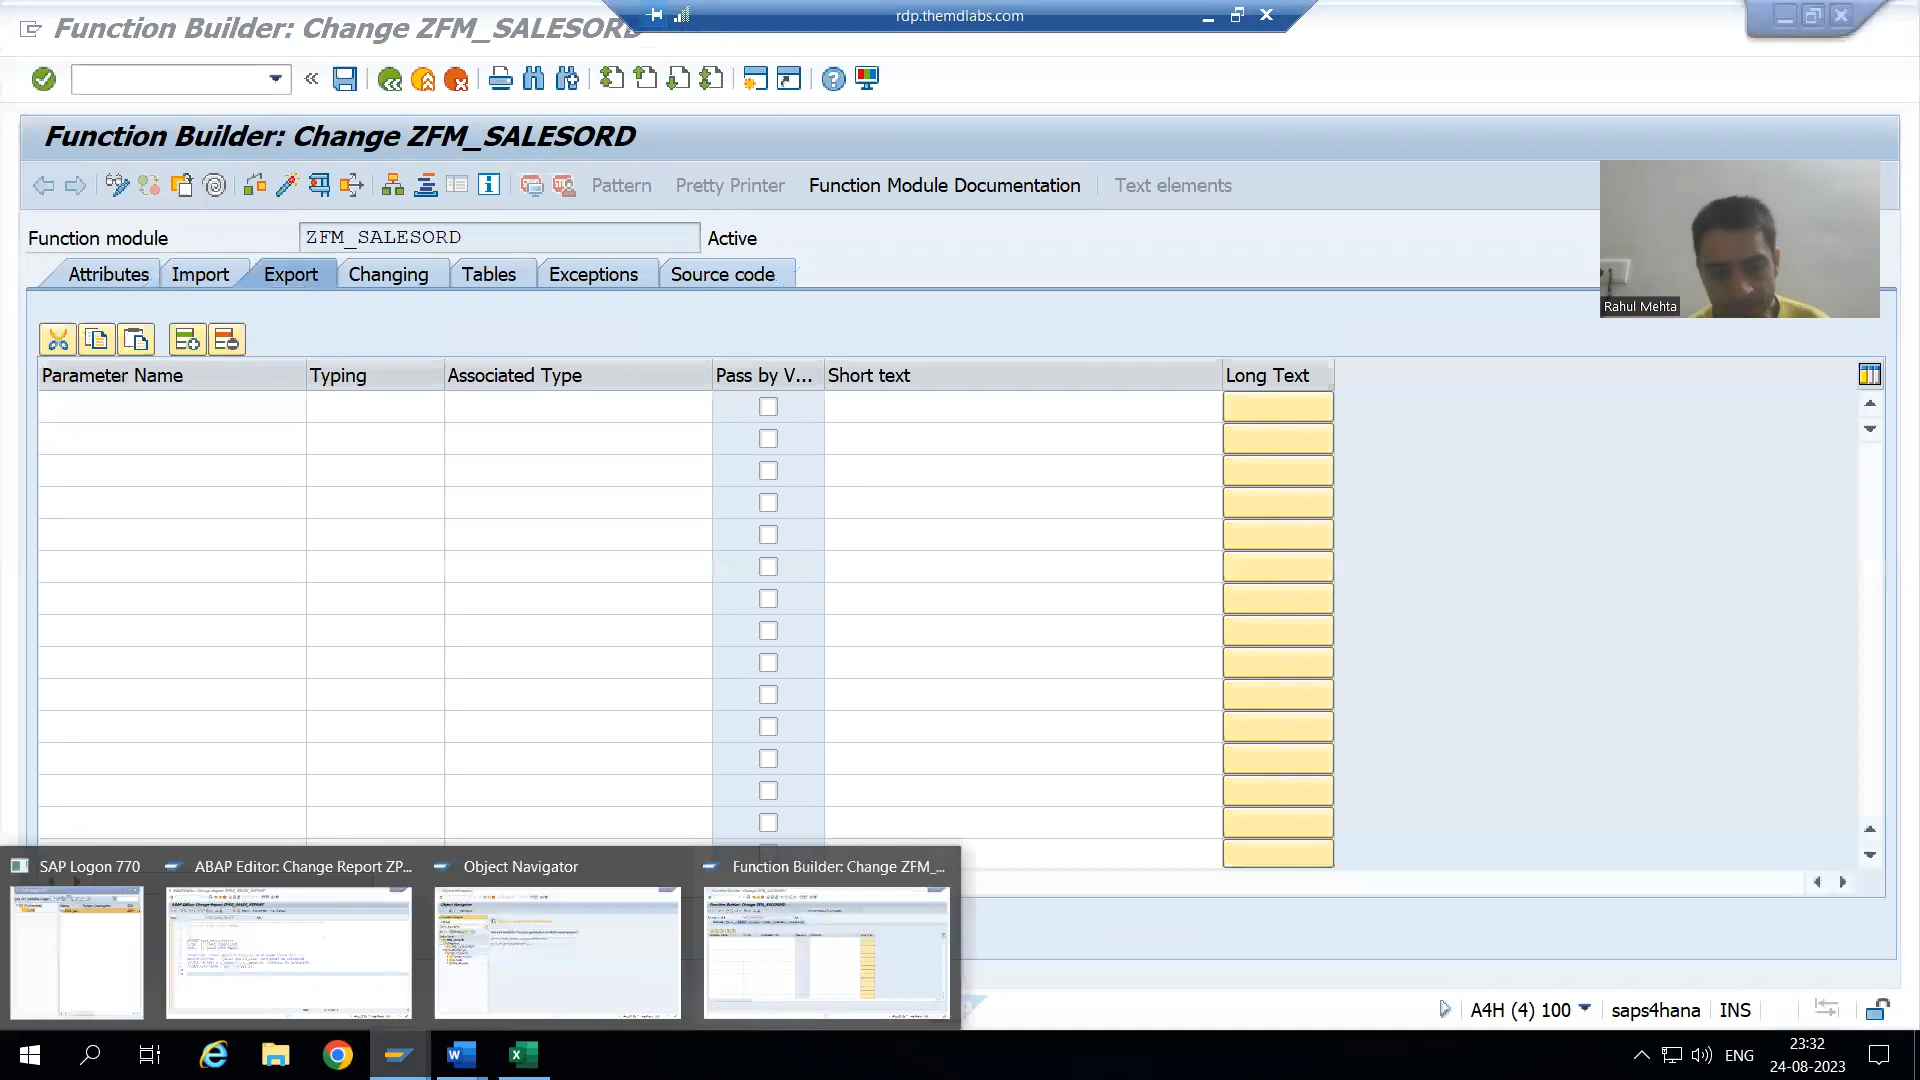 Function Builder: Change ZFM_SALESORD
rdp.themdlabs.com
Function Builder: Change ZFM_SALESORD
Pattern Pretty Printer Function Module Documentation Text elements
Function module ZFM_SALESORD Active
Attributes Import Export Changing Tables Exceptions Source code
Rahul Mehta
Parameter Name Typing Associated Type Pass by V... Short text Long Text
SAP Logon 770 ABAP Editor: Change Report ZP... Object Navigator Function Builder: Change ZFM_...
A4H (4) 100 saps4hana INS
ENG
23:32
24-08-2023